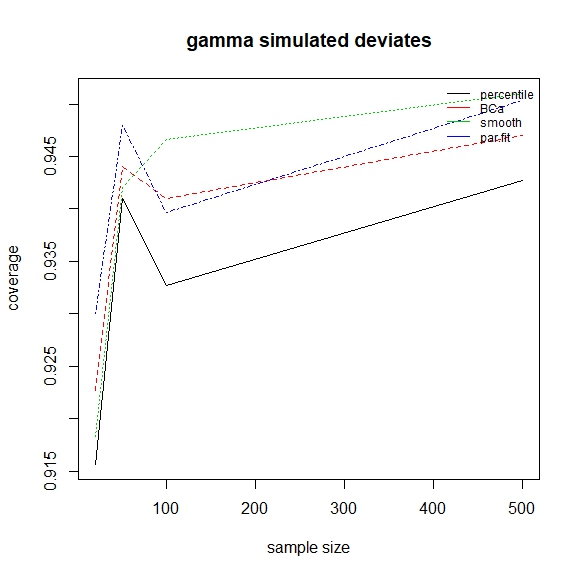 gamma simulated deviates
percentile
BCa
smooth
par.fit
0.945
0.935
0.925
0.915
coverage
100
200
300
400
500
sample size